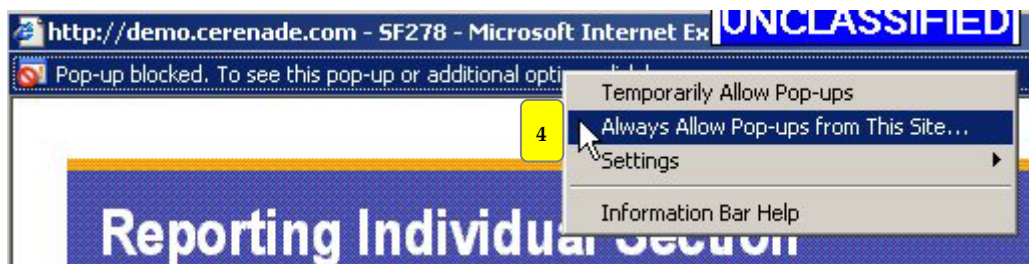 UNCLASSIFIED
http://demo.cerenade.com - SF278 - Microsoft Internet Ex
Pop-up blocked. To see this pop-up or additional
Temporarily Allow Pop-ups
4
Always Allow Pop-ups from This Site...
Settings
Information Bar Help
Reporting Individual Section